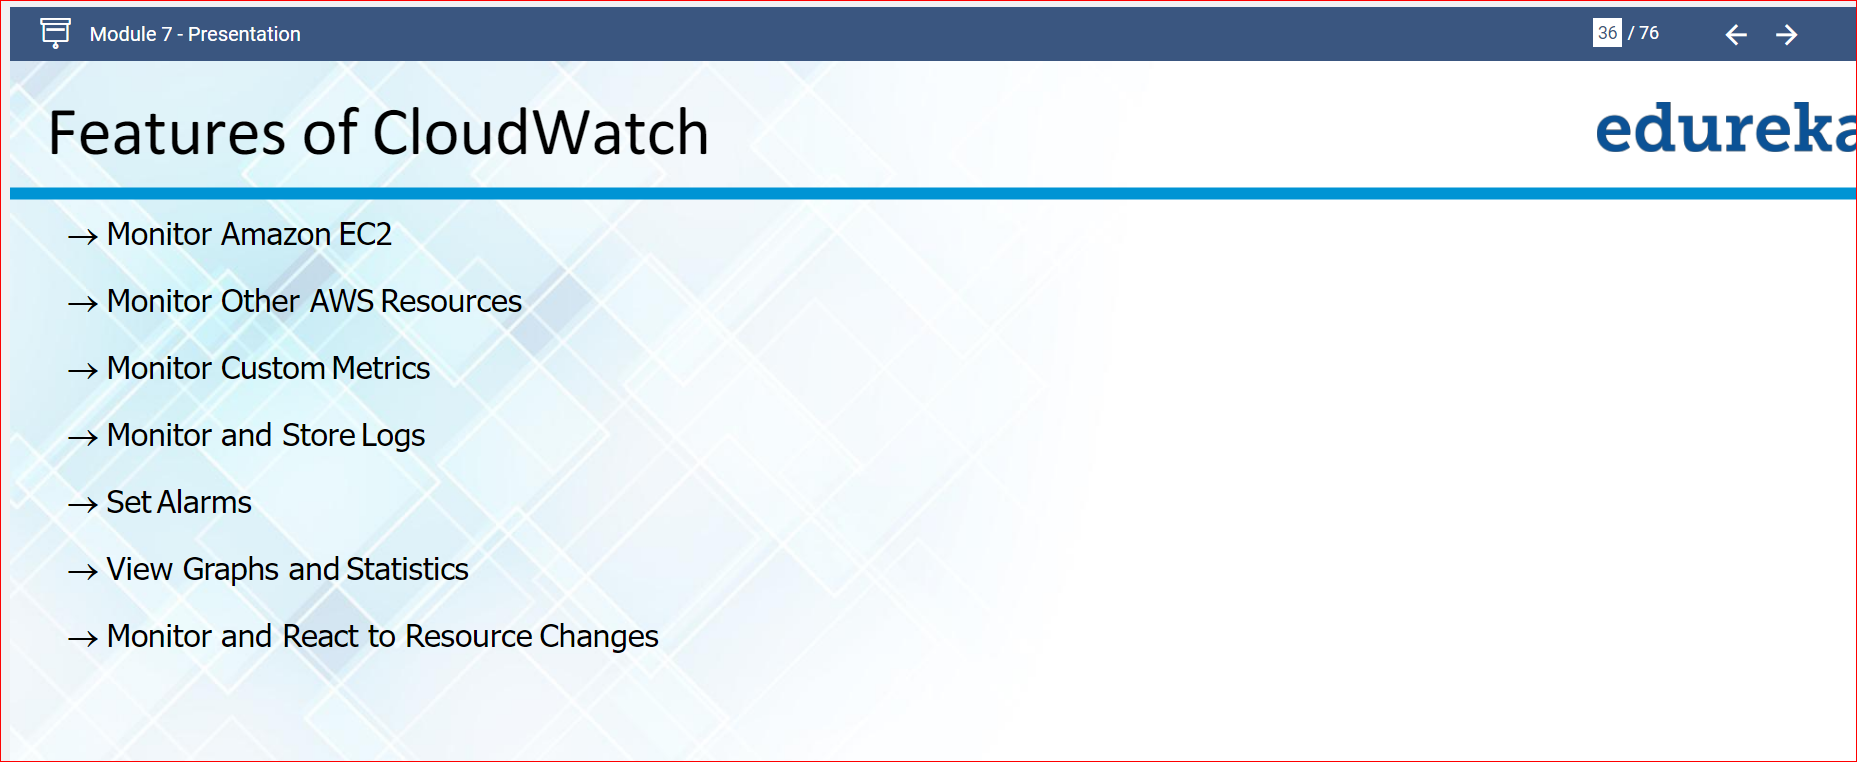 Module 7 - Presentation
36 / 76
Features of CloudWatch
edureka
→ Monitor Amazon EC2
→ Monitor Other AWS Resources
→ Monitor Custom Metrics
→ Monitor and Store Logs
→ Set Alarms
→ View Graphs and Statistics
→ Monitor and React to Resource Changes